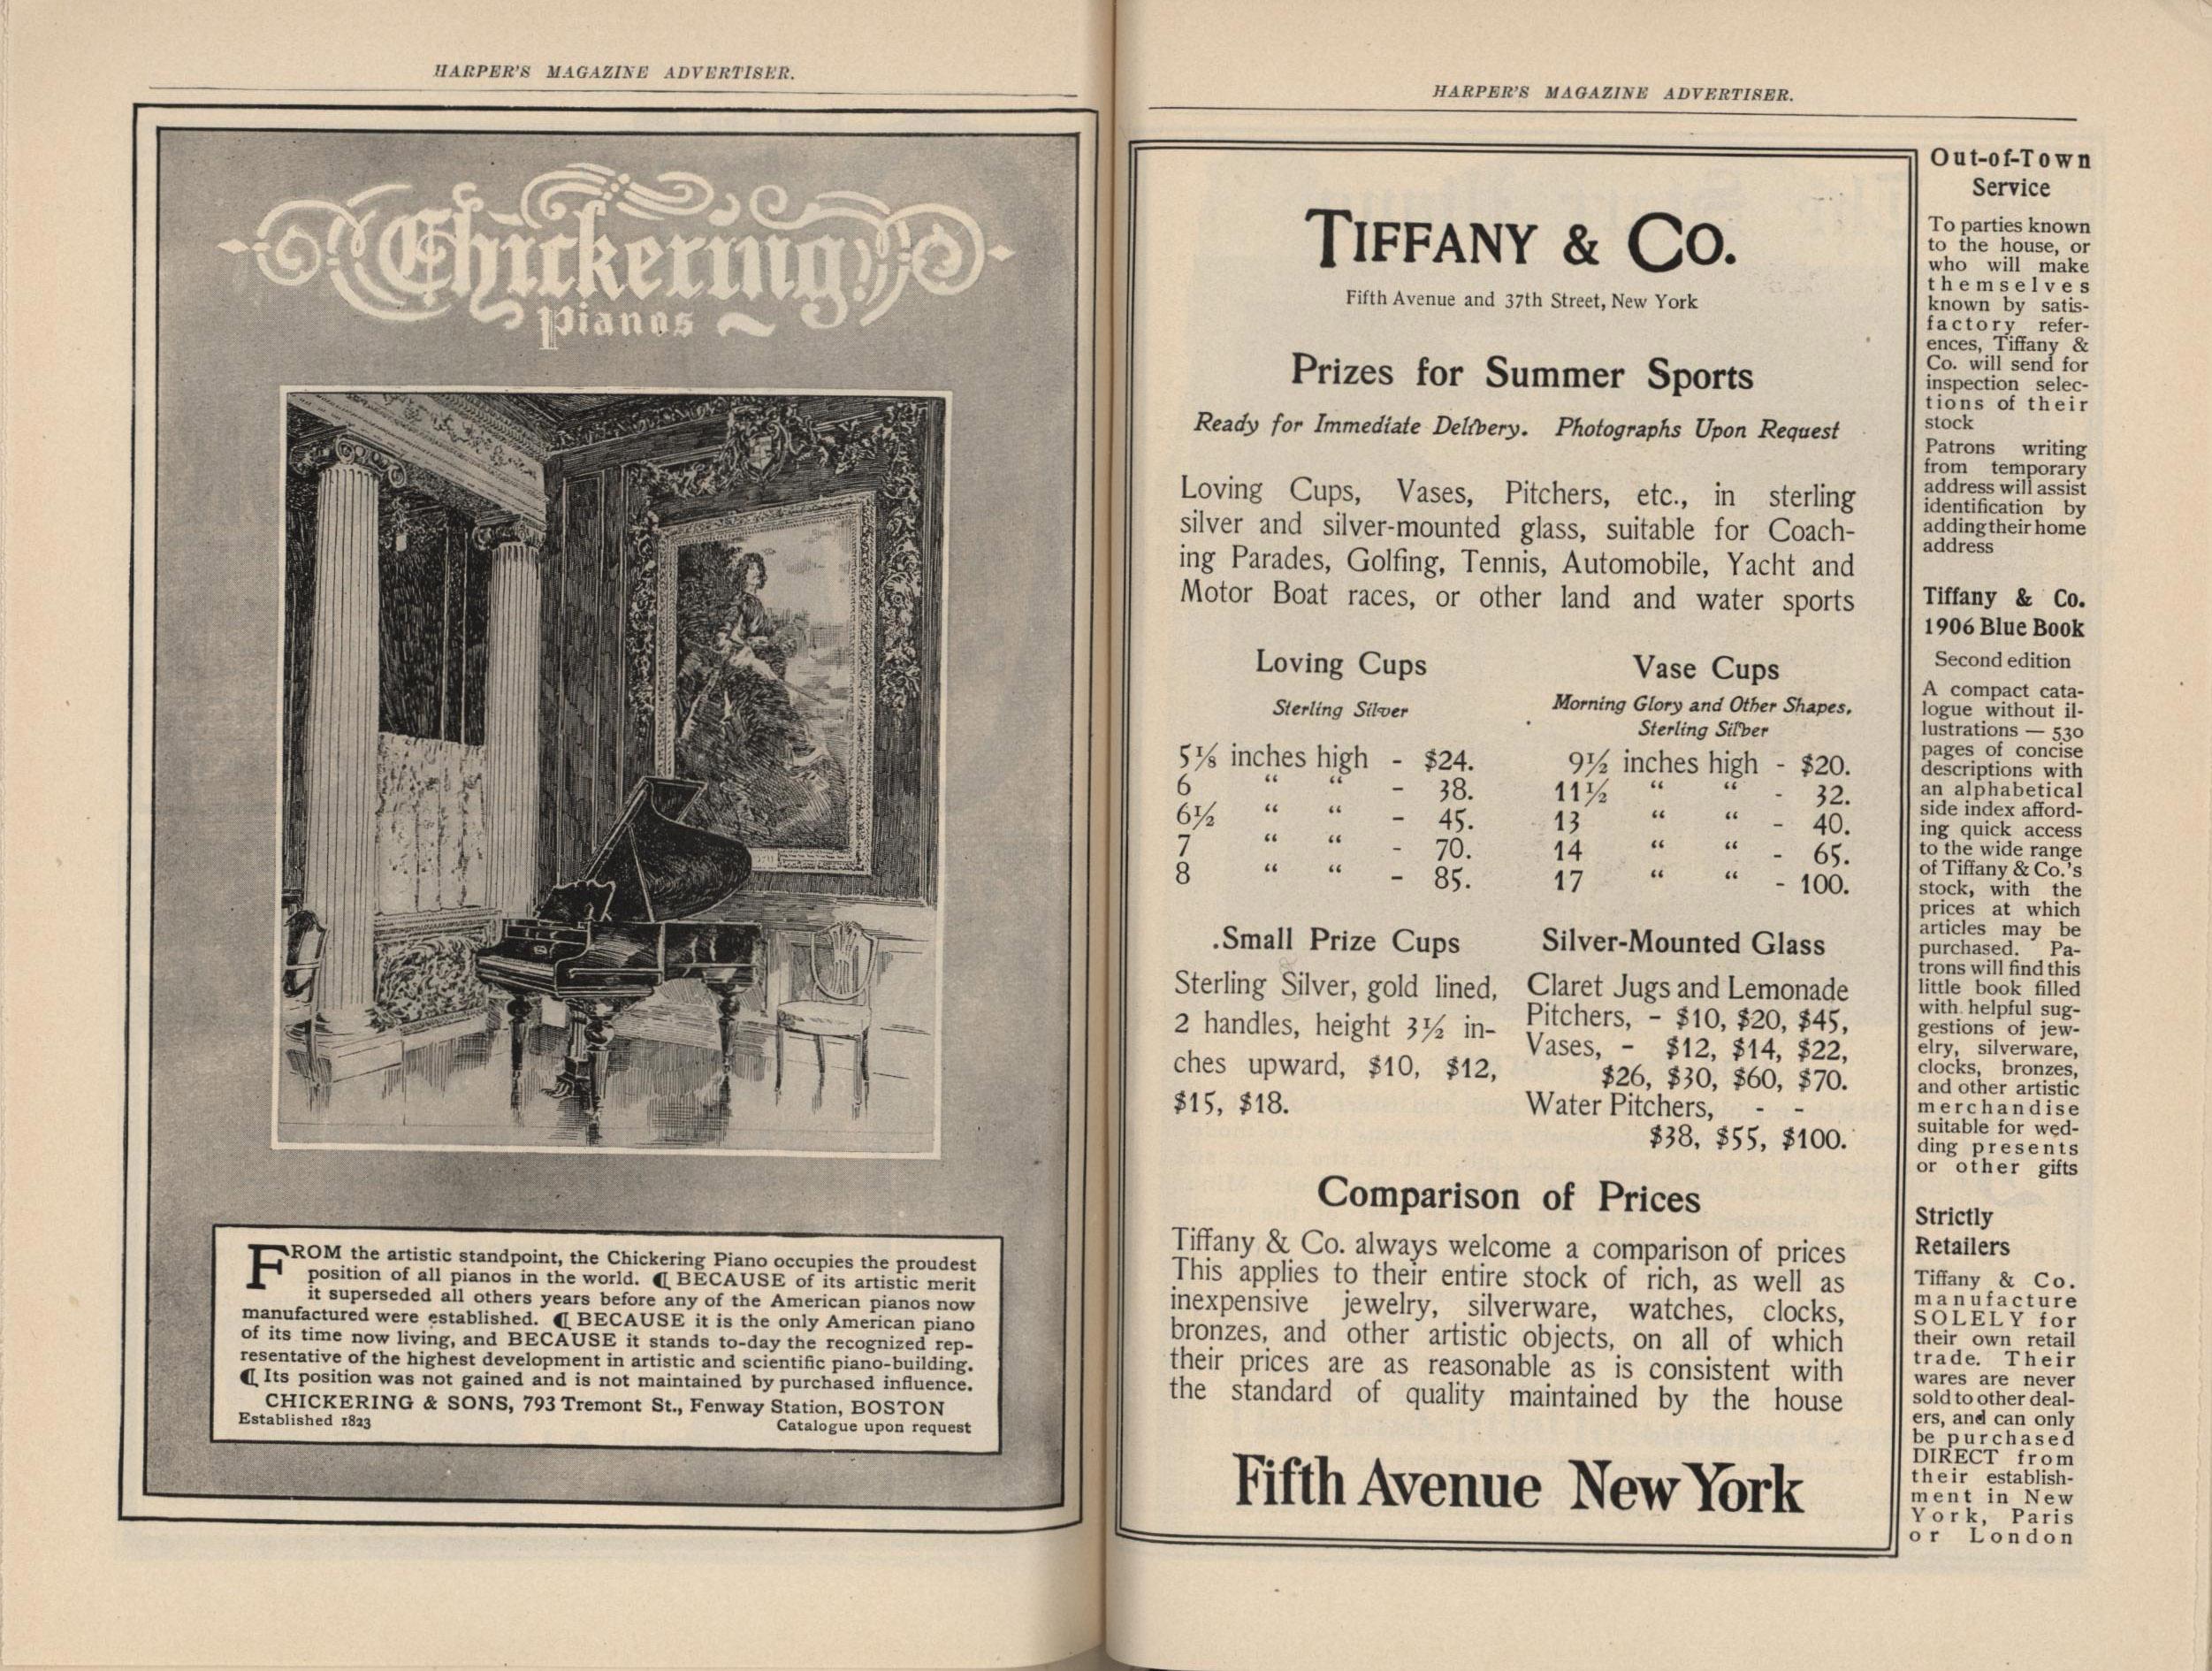 HARPER'S MAGAZINE ADVERTISER.
Chickering
Pianos
FROM the artistic standpoint, the Chickering Piano occupies the proudest
position of all pianos in the world. ¶ BECAUSE of its artistic merit
it superseded all others years before any of the American pianos now
manufactured were established. ¶ BECAUSE it is the only American piano
of its time now living, and BECAUSE it stands to-day the recognized rep-
resentative of the highest development in artistic and scientific piano-building.
¶ Its position was not gained and is not maintained by purchased influence.
CHICKERING & SONS, 793 Tremont St., Fenway Station, BOSTON
Established 1823 Catalogue upon request
HARPER'S MAGAZINE ADVERTISER.
TIFFANY & CO.
Fifth Avenue and 37th Street, New York
Prizes for Summer Sports
Ready for Immediate Delivery. Photographs Upon Request
Loving Cups, Vases, Pitchers, etc., in sterling
silver and silver-mounted glass, suitable for Coach-
ing Parades, Golfing, Tennis, Automobile, Yacht and
Motor Boat races, or other land and water sports
Loving Cups
Sterling Silver
5⅛ inches high - $24.
6 " " - 38.
6½ " " - 45.
7 " " - 70.
8 " " - 85.
Vase Cups
Morning Glory and Other Shapes,
Sterling Silver
9½ inches high - $20.
11½ " " - 32.
13 " " - 40.
14 " " - 65.
17 " " - 100.
Small Prize Cups
Sterling Silver, gold lined,
2 handles, height 3½ in-
ches upward, $10, $12,
$15, $18.
Silver-Mounted Glass
Claret Jugs and Lemonade
Pitchers, - $10, $20, $45,
Vases, - $12, $14, $22,
$26, $30, $60, $70.
Water Pitchers, - -
$38, $55, $100.
Comparison of Prices
Tiffany & Co. always welcome a comparison of prices
This applies to their entire stock of rich, as well as
inexpensive jewelry, silverware, watches, clocks,
bronzes, and other artistic objects, on all of which
their prices are as reasonable as is consistent with
the standard of quality maintained by the house
Fifth Avenue New York
Out-of-Town
Service
To parties known
to the house, or
who will make
themselves
known by satis-
factory refer-
ences, Tiffany &
Co. will send for
inspection selec-
tions of their
stock
Patrons writing
from temporary
address will assist
identification by
adding their home
address
Tiffany & Co.
1906 Blue Book
Second edition
A compact cata-
logue without il-
lustrations — 530
pages of concise
descriptions with
an alphabetical
side index afford-
ing quick access
to the wide range
of Tiffany & Co.'s
stock, with the
prices at which
articles may be
purchased. Pa-
trons will find this
little book filled
with helpful sug-
gestions of jew-
elry, silverware,
clocks, bronzes,
and other artistic
merchandise
suitable for wed-
ding presents
or other gifts
Strictly
Retailers
Tiffany & Co.
manufacture
SOLELY for
their own retail
trade. Their
wares are never
sold to other deal-
ers, and can only
be purchased
DIRECT from
their establish-
ment in New
York, Paris
or London